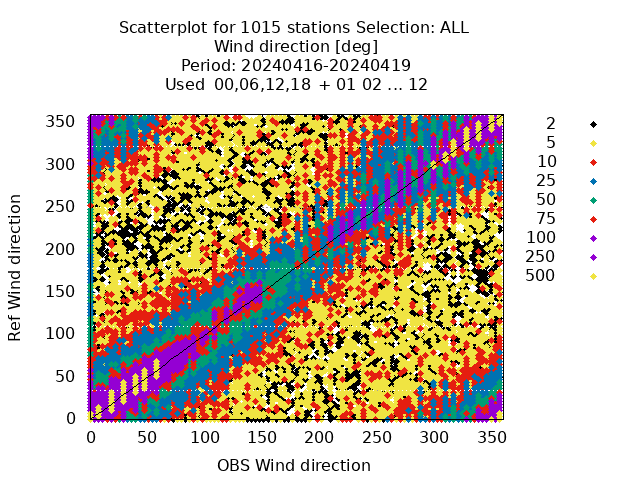 Scatterplot for 1015 stations Selection: ALL
Wind direction [deg]
Period: 20240416-20240419
Used 00,06,12,18 + 01 02 ... 12
350
300
250
200
150
100
50
0
Ref Wind direction
0 50 100 150 200 250 300 350
OBS Wind direction
2
5
10
25
50
75
100
250
500